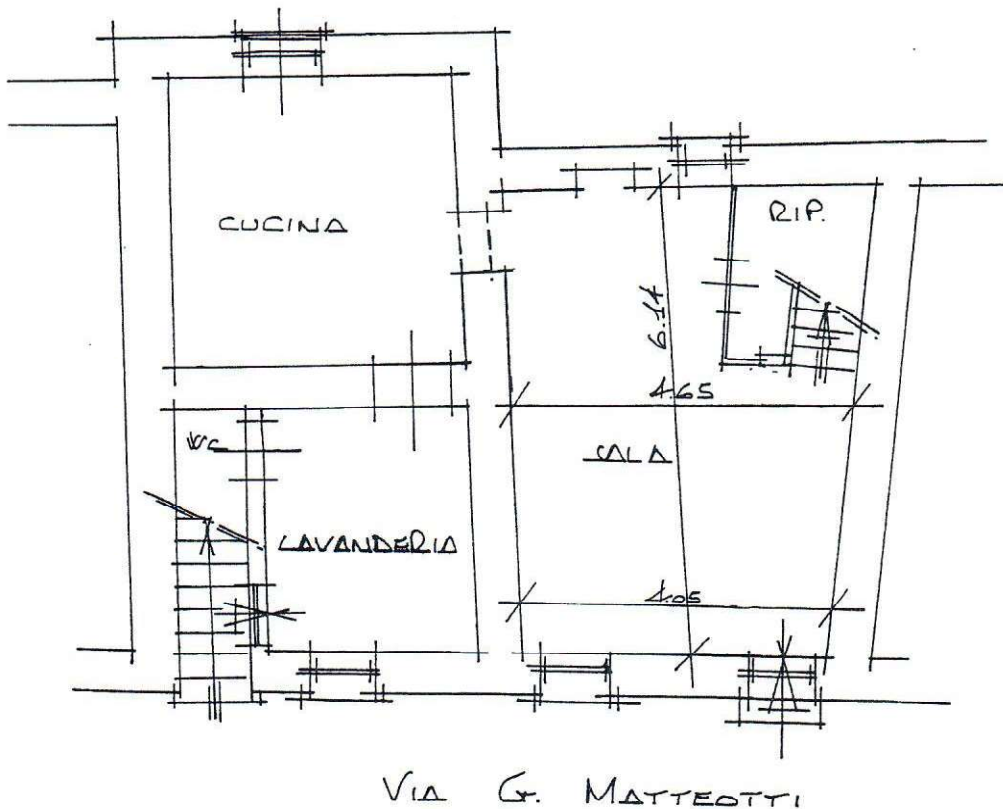 CUCINA
RIP.
6.14
4.65
WC
SALA
LAVANDERIA
4.05
VIA G. MATTEOTTI